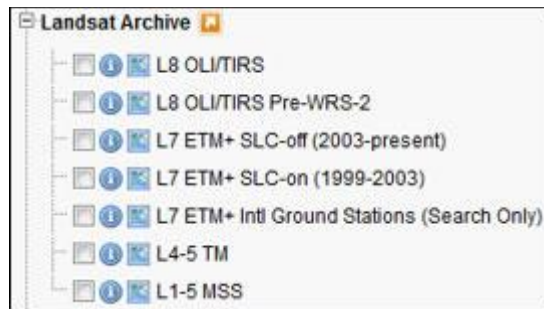 Landsat Archive
L8 OLI/TIRS
L8 OLI/TIRS Pre-WRS-2
L7 ETM+ SLC-off (2003-present)
L7 ETM+ SLC-on (1999-2003)
L7 ETM+ Intl Ground Stations (Search Only)
L4-5 TM
L1-5 MSS